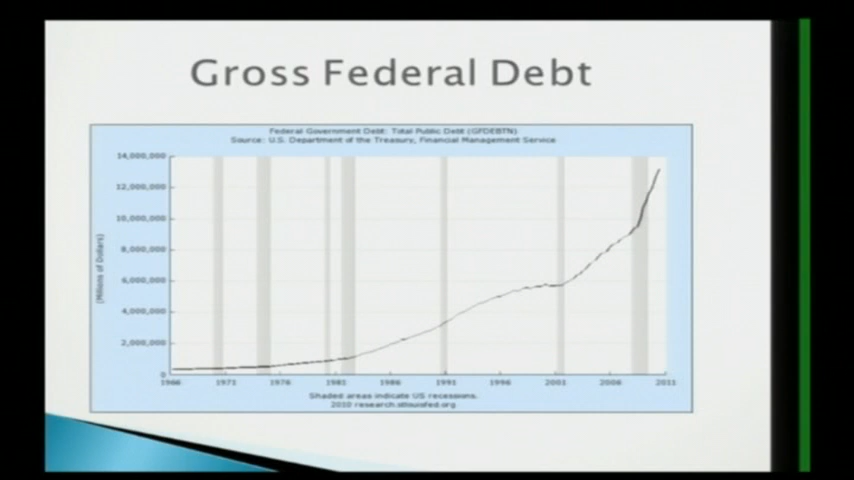 Gross Federal Debt
Federal Government Debt: Total Public Debt (GFDEBTN)
Source: U.S. Department of the Treasury, Financial Management Service
14,000,000
12,000,000
10,000,000
8,000,000
6,000,000
4,000,000
2,000,000
0
(Millions of Dollars)
1966 1971 1976 1981 1986 1991 1996 2001 2006 2011
Shaded areas indicate US recessions.
2010 research.stlouisfed.org